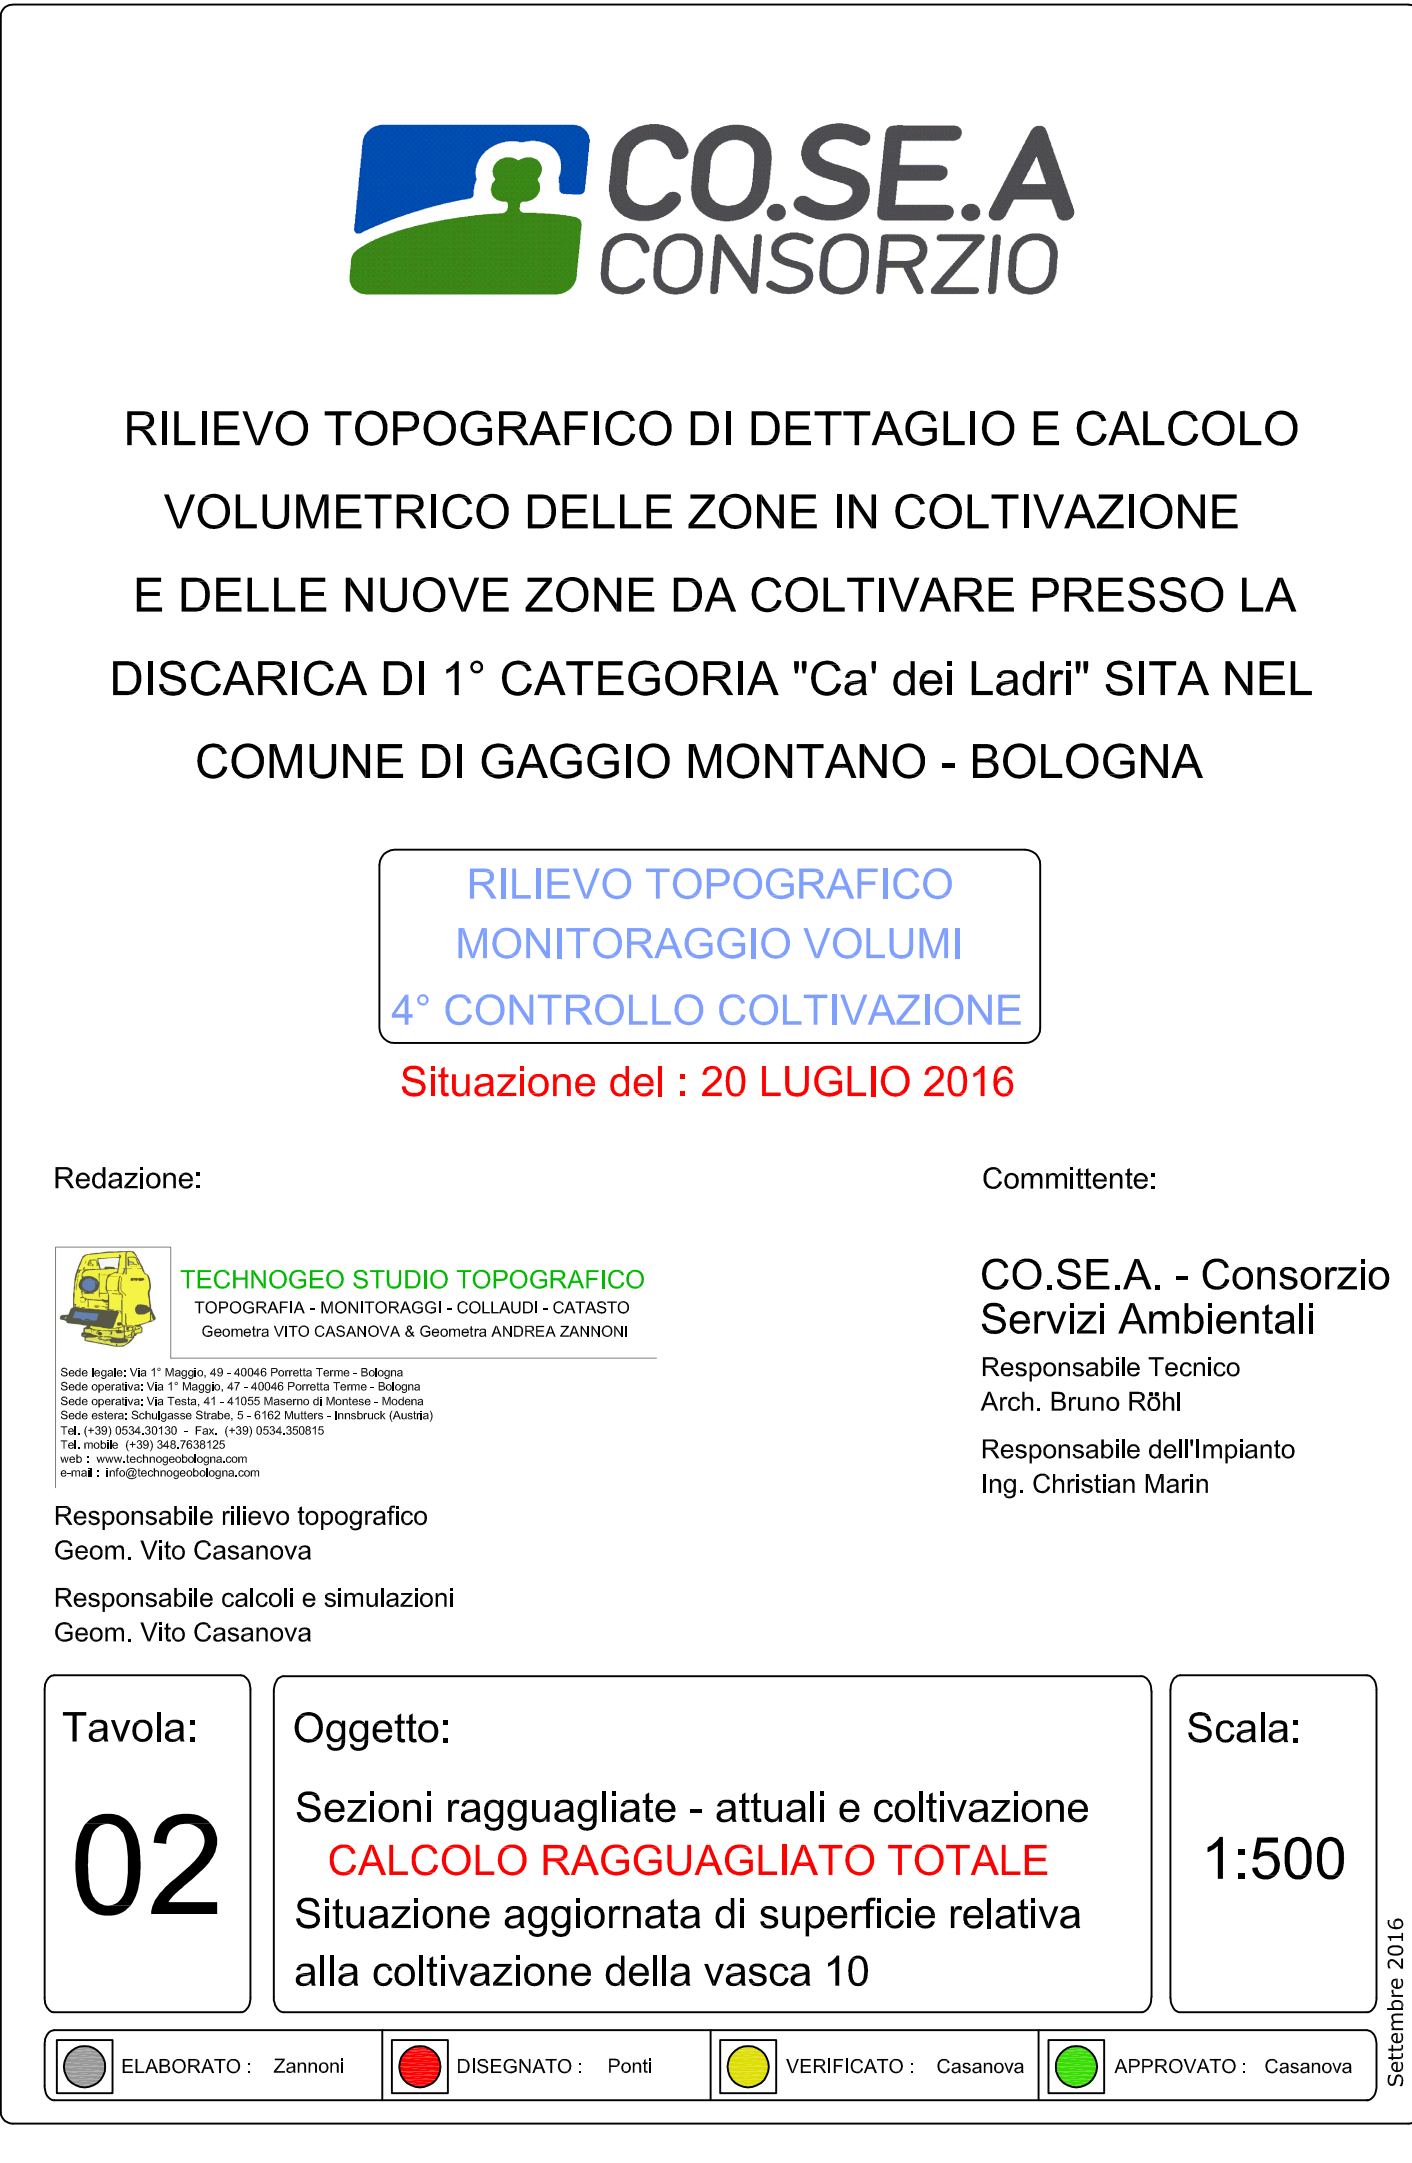 CO.SE.A
CONSORZIO
RILIEVO TOPOGRAFICO DI DETTAGLIO E CALCOLO
VOLUMETRICO DELLE ZONE IN COLTIVAZIONE
E DELLE NUOVE ZONE DA COLTIVARE PRESSO LA
DISCARICA DI 1° CATEGORIA "Ca' dei Ladri" SITA NEL
COMUNE DI GAGGIO MONTANO - BOLOGNA
RILIEVO TOPOGRAFICO
MONITORAGGIO VOLUMI
4° CONTROLLO COLTIVAZIONE
Situazione del : 20 LUGLIO 2016
Redazione:
TECHNOGEO STUDIO TOPOGRAFICO
TOPOGRAFIA - MONITORAGGI - COLLAUDI - CATASTO
Geometra VITO CASANOVA & Geometra ANDREA ZANNONI
Sede legale: Via 1° Maggio, 49 - 40046 Porretta Terme - Bologna
Sede operativa: Via 1° Maggio, 47 - 40046 Porretta Terme - Bologna
Sede operativa: Via Testa, 41 - 41055 Maserno di Montese - Modena
Sede estera: Schulgasse Strabe, 5 - 6162 Mutters - Innsbruck (Austria)
Tel. (+39) 0534.30130 - Fax. (+39) 0534.350815
Tel. mobile (+39) 348.7638125
web : www.technogeobologna.com
e-mail : info@technogeobologna.com
Responsabile rilievo topografico
Geom. Vito Casanova
Responsabile calcoli e simulazioni
Geom. Vito Casanova
Committente:
CO.SE.A. - Consorzio
Servizi Ambientali
Responsabile Tecnico
Arch. Bruno Röhl
Responsabile dell'Impianto
Ing. Christian Marin
Tavola:
02
Oggetto:
Sezioni ragguagliate - attuali e coltivazione
CALCOLO RAGGUAGLIATO TOTALE
Situazione aggiornata di superficie relativa
alla coltivazione della vasca 10
Scala:
1:500
Settembre 2016
ELABORATO : Zannoni
DISEGNATO : Ponti
VERIFICATO : Casanova
APPROVATO : Casanova